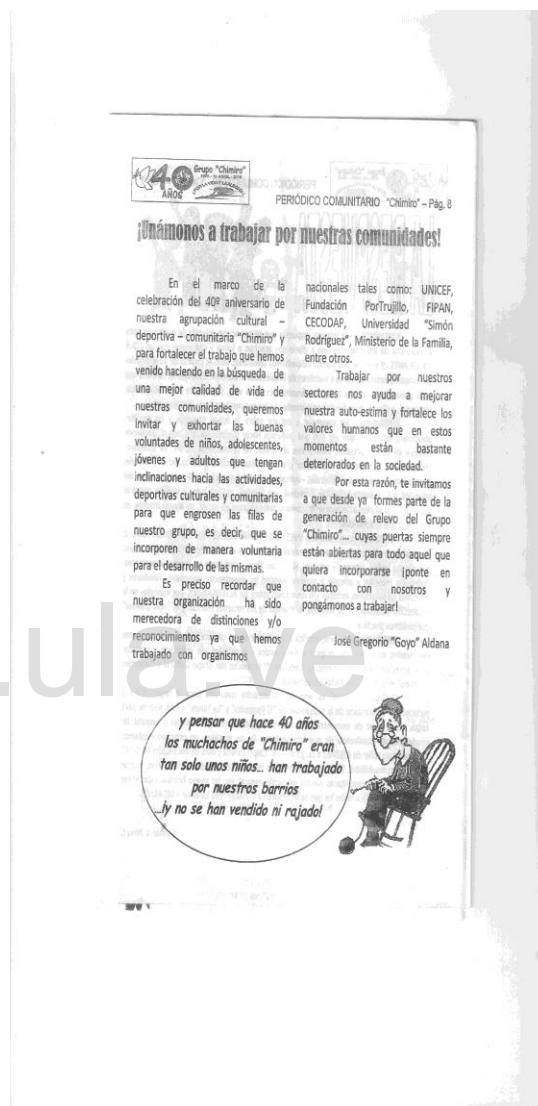 40
AÑOS
Grupo "Chimiro"
PERIÓDICO COMUNITARIO "Chimiro" – Pág. 8
¡Unámonos a trabajar por nuestras comunidades!
En el marco de la
celebración del 40º aniversario de
nuestra agrupación cultural –
deportiva – comunitaria "Chimiro" y
para fortalecer el trabajo que hemos
venido haciendo en la búsqueda de
una mejor calidad de vida de
nuestras comunidades, queremos
invitar y exhortar las buenas
voluntades de niños, adolescentes,
jóvenes y adultos que tengan
inclinaciones hacia las actividades,
deportivas culturales y comunitarias
para que engrosen las filas de
nuestro grupo, es decir, que se
incorporen de manera voluntaria
para el desarrollo de las mismas.
Es preciso recordar que
nuestra organización ha sido
merecedora de distinciones y/o
reconocimientos ya que hemos
trabajado con organismos
nacionales tales como: UNICEF,
Fundación PorTrujillo, FIPAN,
CECODAP, Universidad "Simón
Rodríguez", Ministerio de la Familia,
entre otros.
Trabajar por nuestros
sectores nos ayuda a mejorar
nuestra auto-estima y fortalece los
valores humanos que en estos
momentos están bastante
deteriorados en la sociedad.
Por esta razón, te invitamos
a que desde ya formes parte de la
generación de relevo del Grupo
"Chimiro"... cuyas puertas siempre
están abiertas para todo aquel que
quiera incorporarse ¡ponte en
contacto con nosotros y
pongámonos a trabajar!
José Gregorio "Goyo" Aldana
.ula.ve
y pensar que hace 40 años
los muchachos de "Chimiro" eran
tan solo unos niños... han trabajado
por nuestros barrios
...¡y no se han vendido ni rajado!